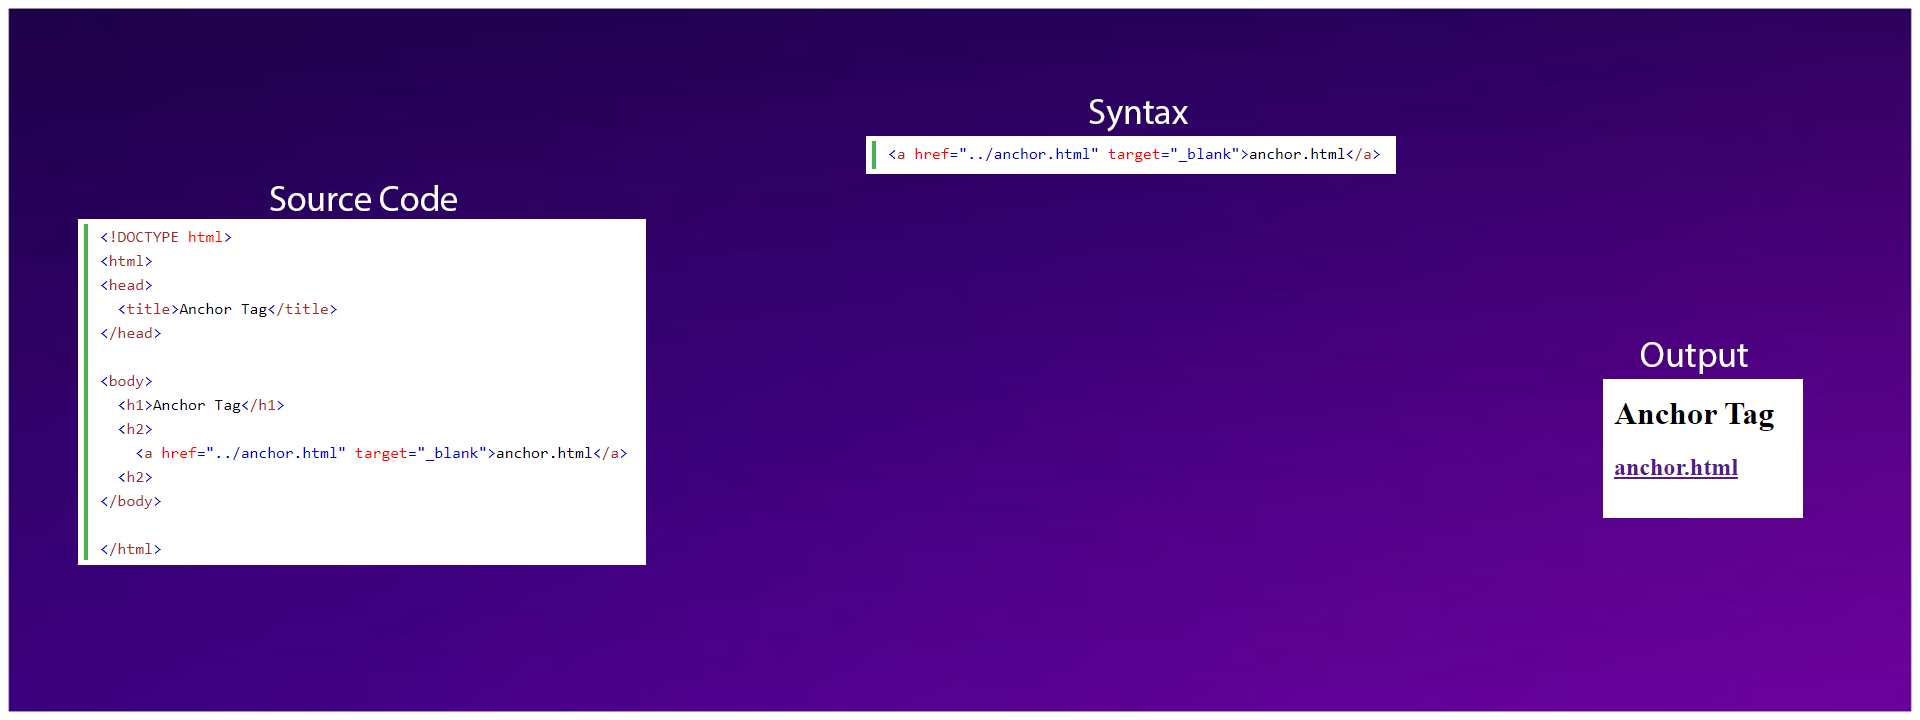 Syntax
<a href="../anchor.html" target="_blank">anchor.html</a>
Source Code
<!DOCTYPE html>
<html>
<head>
  <title>Anchor Tag</title>
</head>
<body>
  <h1>Anchor Tag</h1>
  <h2>
    <a href="../anchor.html" target="_blank">anchor.html</a>
  <h2>
</body>
</html>
Output
Anchor Tag
anchor.html